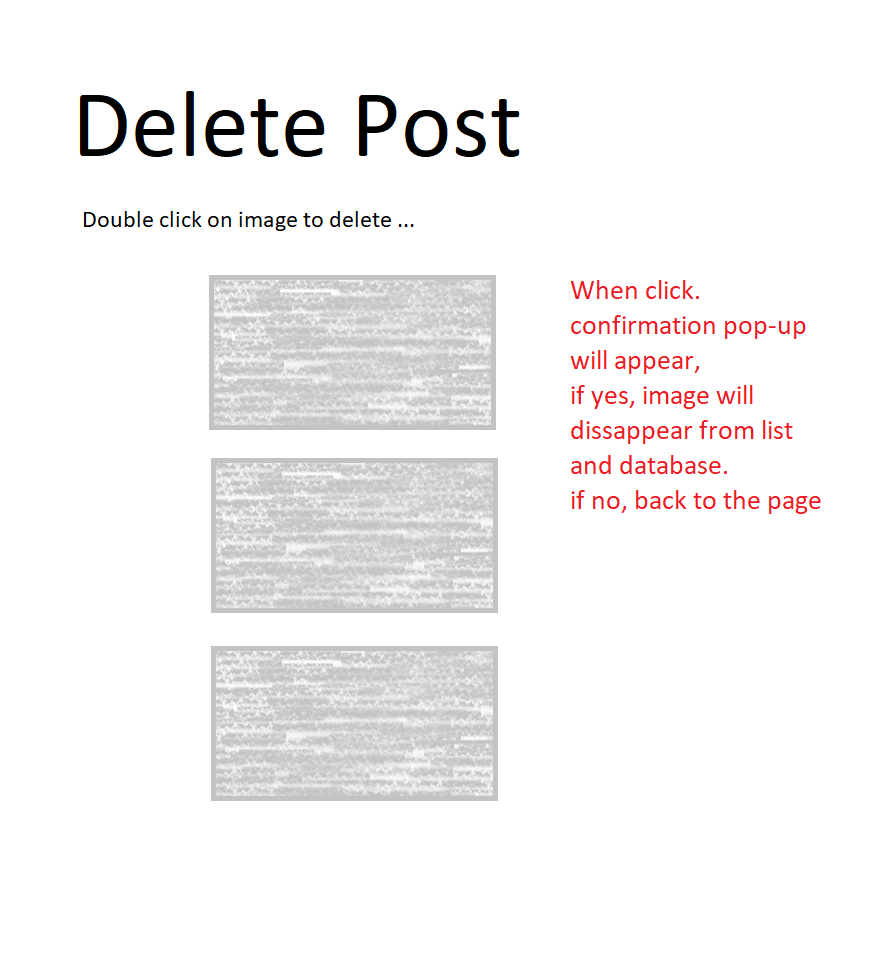 Delete Post
Double click on image to delete ...
When click.
confirmation pop-up
will appear,
if yes, image will
dissappear from list
and database.
if no, back to the page